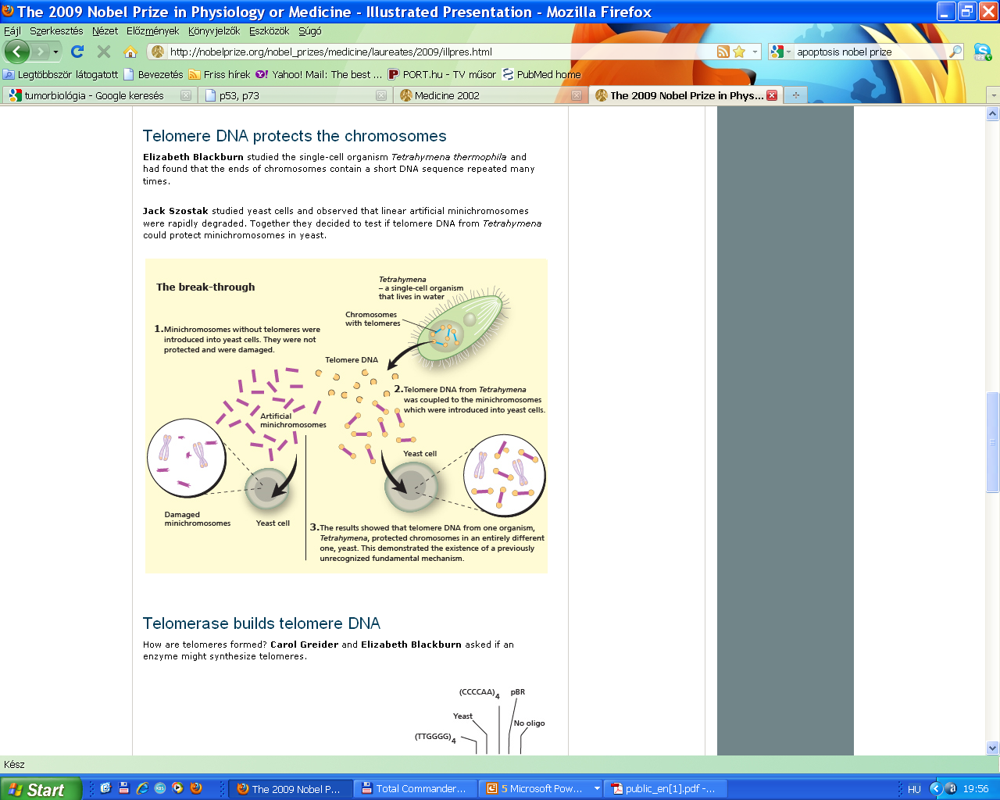 The 2009 Nobel Prize in Physiology or Medicine - Illustrated Presentation - Mozilla Firefox
Fájl Szerkesztés Nézet Előzmények Könyvjelzők Eszközök Súgó
http://nobelprize.org/nobel_prizes/medicine/laureates/2009/illpres.html
apoptosis nobel prize
Legtöbbször látogatott Bevezetés Friss hírek Yahoo! Mail: The best ... PORT.hu - TV műsor PubMed home
tumorbiológia - Google keresés p53, p73 Medicine 2002 The 2009 Nobel Prize in Phys...
Telomere DNA protects the chromosomes
Elizabeth Blackburn studied the single-cell organism Tetrahymena thermophila and
had found that the ends of chromosomes contain a short DNA sequence repeated many
times.
Jack Szostak studied yeast cells and observed that linear artificial minichromosomes
were rapidly degraded. Together they decided to test if telomere DNA from Tetrahymena
could protect minichromosomes in yeast.
The break-through
Tetrahymena
– a single-cell organism
that lives in water
Chromosomes
with telomeres
1. Minichromosomes without telomeres were
introduced into yeast cells. They were not
protected and were damaged.
Telomere DNA
2. Telomere DNA from Tetrahymena
was coupled to the minichromosomes
which were introduced into yeast cells.
Artificial
minichromosomes
Yeast cell
Damaged
minichromosomes
Yeast cell
3. The results showed that telomere DNA from one organism,
Tetrahymena, protected chromosomes in an entirely different
one, yeast. This demonstrated the existence of a previously
unrecognized fundamental mechanism.
Telomerase builds telomere DNA
How are telomeres formed? Carol Greider and Elizabeth Blackburn asked if an
enzyme might synthesize telomeres.
(CCCCAA)4 pBR
Yeast
No oligo
(TTGGGG)4
Kész
Start The 2009 Nobel P... Total Commander... 5 Microsoft Pow... public_en[1].pdf -... HU 19:56